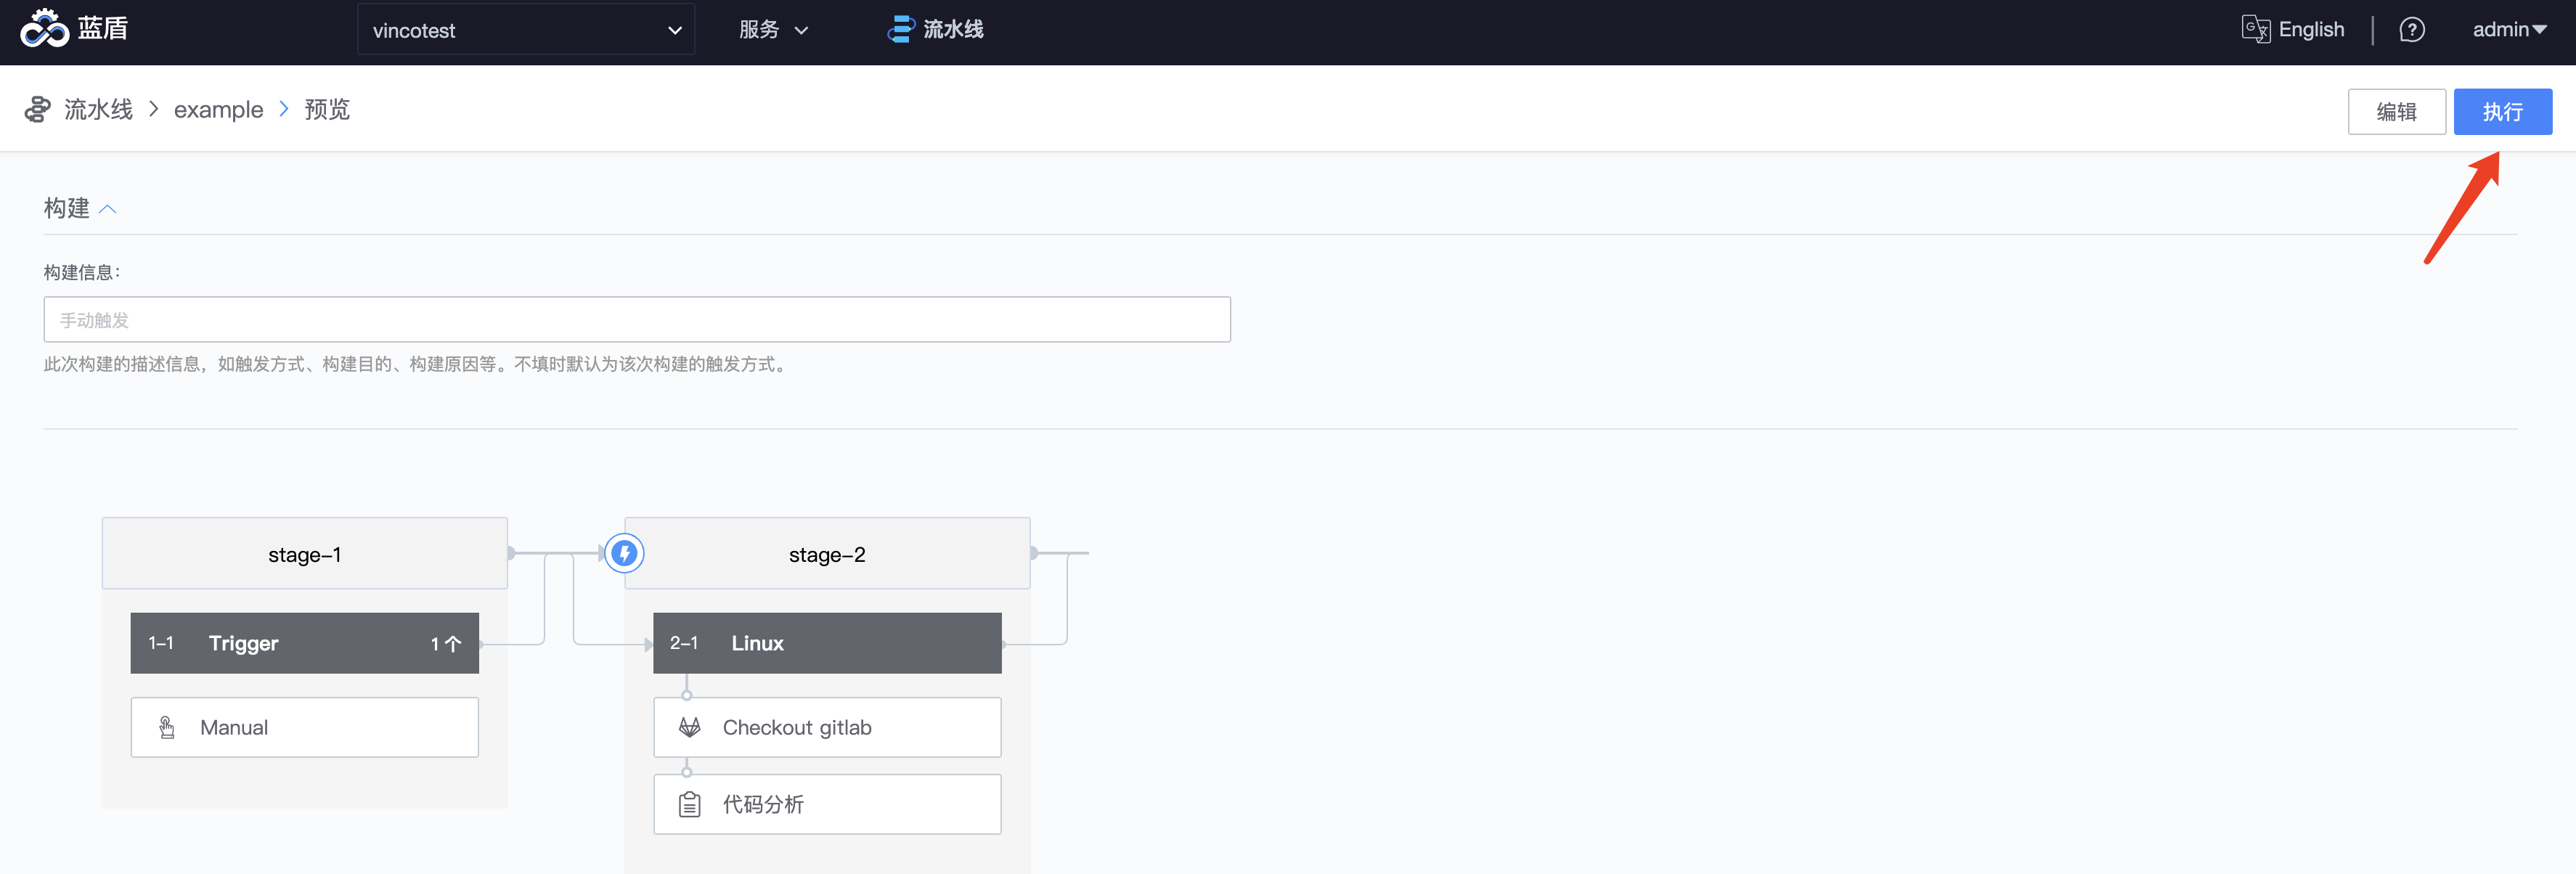 蓝盾
vincotest
服务
流水线
English
admin
流水线 > example > 预览
编辑
执行
构建
构建信息：
手动触发
此次构建的描述信息，如触发方式、构建目的、构建原因等。不填时默认为该次构建的触发方式。
stage-1
stage-2
1-1 Trigger 1个
2-1 Linux
Manual
Checkout gitlab
代码分析